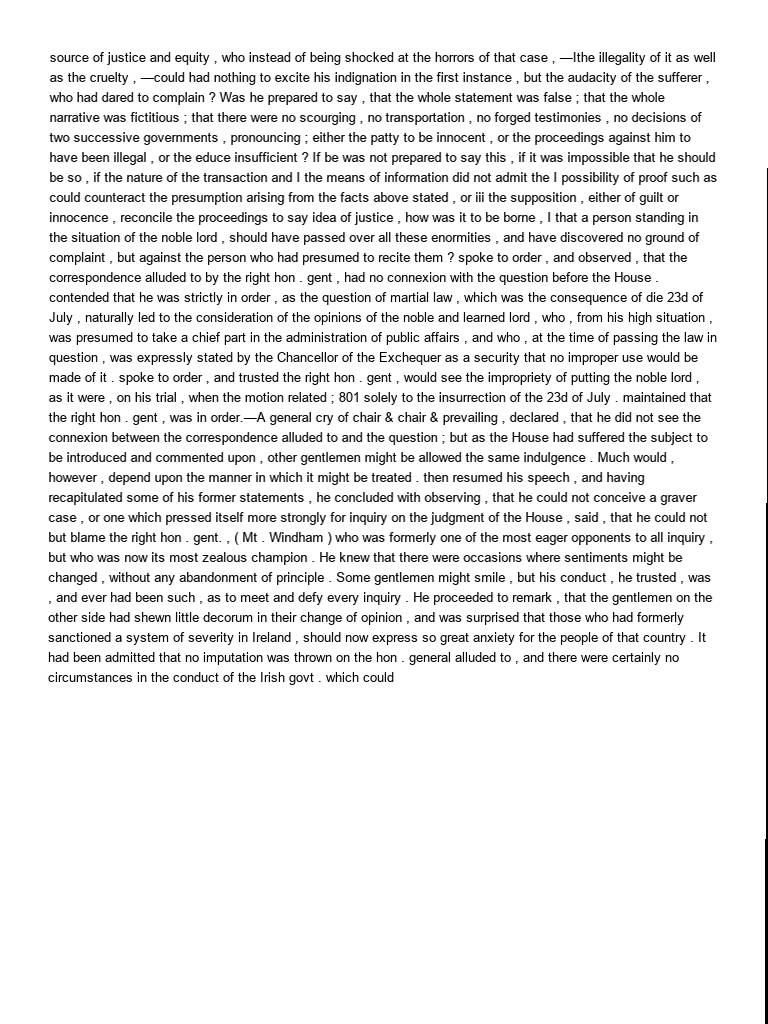 source of justice and equity , who instead of being shocked at the horrors of that case , —Ithe illegality of it as well
as the cruelty , —could had nothing to excite his indignation in the first instance , but the audacity of the sufferer ,
who had dared to complain ? Was he prepared to say , that the whole statement was false ; that the whole
narrative was fictitious ; that there were no scourging , no transportation , no forged testimonies , no decisions of
two successive governments , pronouncing ; either the patty to be innocent , or the proceedings against him to
have been illegal , or the educe insufficient ? If be was not prepared to say this , if it was impossible that he should
be so , if the nature of the transaction and I the means of information did not admit the I possibility of proof such as
could counteract the presumption arising from the facts above stated , or iii the supposition , either of guilt or
innocence , reconcile the proceedings to say idea of justice , how was it to be borne , I that a person standing in
the situation of the noble lord , should have passed over all these enormities , and have discovered no ground of
complaint , but against the person who had presumed to recite them ? spoke to order , and observed , that the
correspondence alluded to by the right hon . gent , had no connexion with the question before the House .
contended that he was strictly in order , as the question of martial law , which was the consequence of die 23d of
July , naturally led to the consideration of the opinions of the noble and learned lord , who , from his high situation ,
was presumed to take a chief part in the administration of public affairs , and who , at the time of passing the law in
question , was expressly stated by the Chancellor of the Exchequer as a security that no improper use would be
made of it . spoke to order , and trusted the right hon . gent , would see the impropriety of putting the noble lord ,
as it were , on his trial , when the motion related ; 801 solely to the insurrection of the 23d of July . maintained that
the right hon . gent , was in order.—A general cry of chair & chair & prevailing , declared , that he did not see the
connexion between the correspondence alluded to and the question ; but as the House had suffered the subject to
be introduced and commented upon , other gentlemen might be allowed the same indulgence . Much would ,
however , depend upon the manner in which it might be treated . then resumed his speech , and having
recapitulated some of his former statements , he concluded with observing , that he could not conceive a graver
case , or one which pressed itself more strongly for inquiry on the judgment of the House , said , that he could not
but blame the right hon . gent. , ( Mt . Windham ) who was formerly one of the most eager opponents to all inquiry ,
but who was now its most zealous champion . He knew that there were occasions where sentiments might be
changed , without any abandonment of principle . Some gentlemen might smile , but his conduct , he trusted , was
, and ever had been such , as to meet and defy every inquiry . He proceeded to remark , that the gentlemen on the
other side had shewn little decorum in their change of opinion , and was surprised that those who had formerly
sanctioned a system of severity in Ireland , should now express so great anxiety for the people of that country . It
had been admitted that no imputation was thrown on the hon . general alluded to , and there were certainly no
circumstances in the conduct of the Irish govt . which could